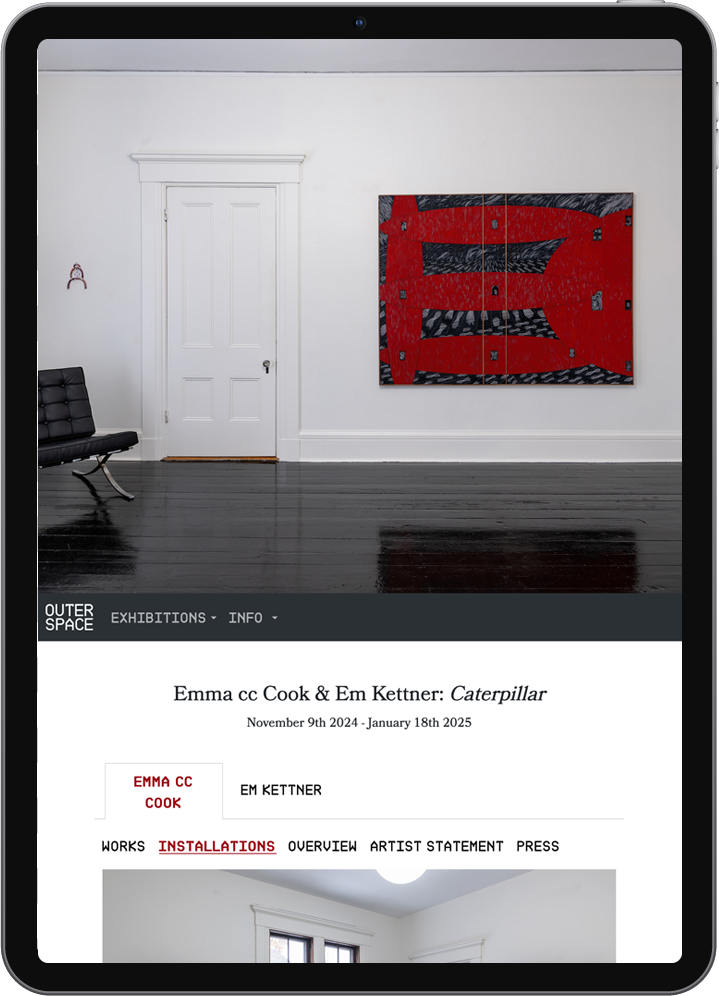 OUTER
SPACE
EXHIBITIONS INFO
Emma cc Cook & Em Kettner: Caterpillar
November 9th 2024 - January 18th 2025
EMMA CC
COOK
EM KETTNER
WORKS INSTALLATIONS OVERVIEW ARTIST STATEMENT PRESS